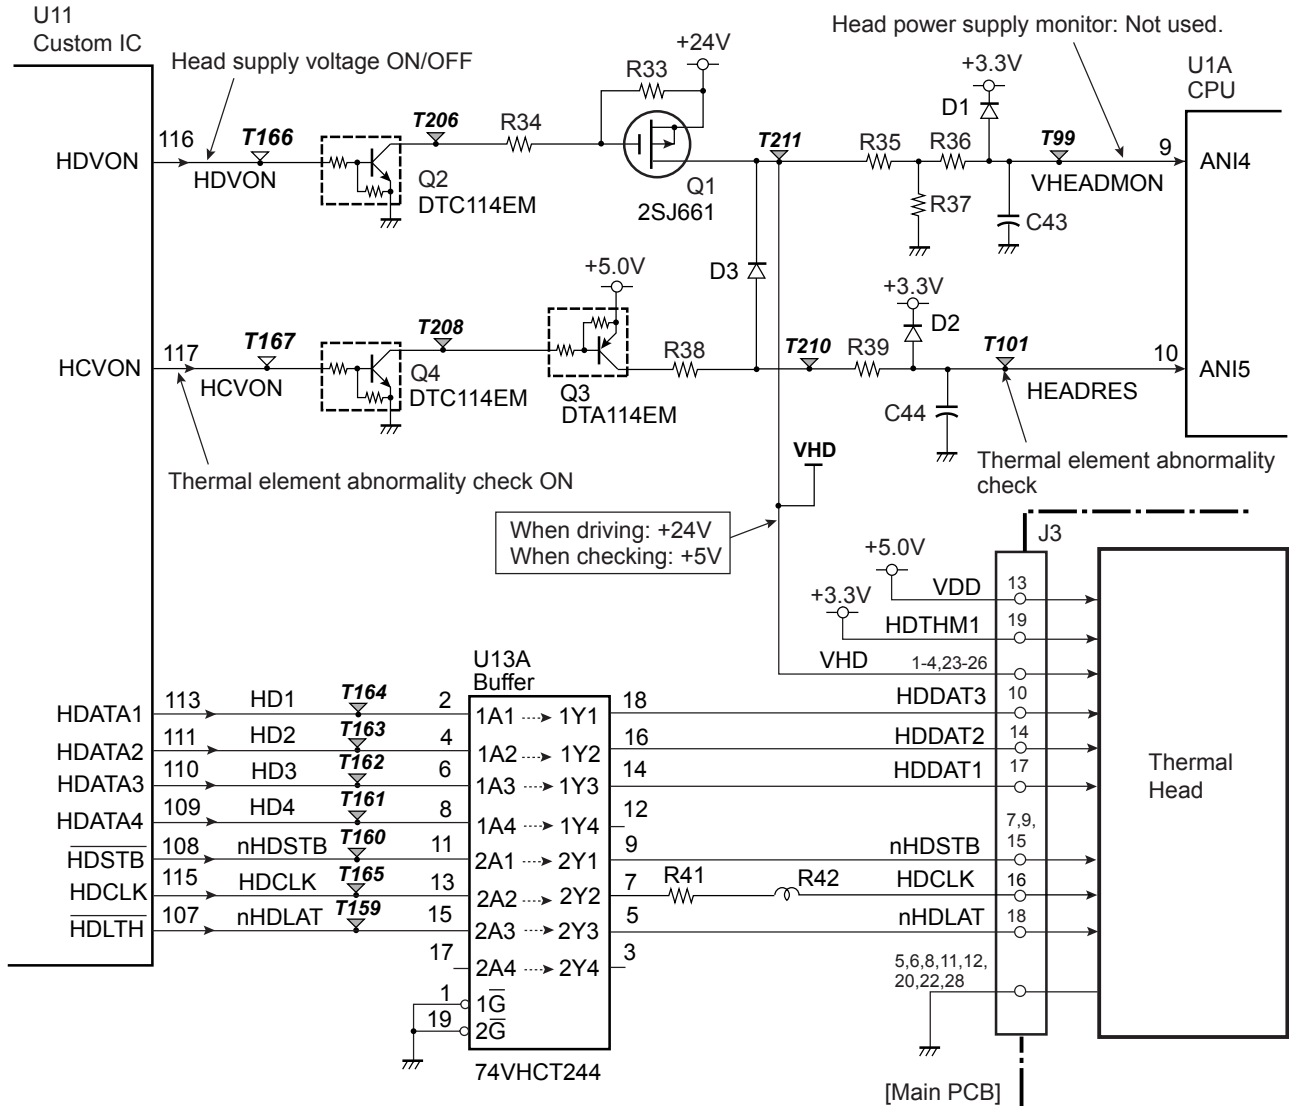 U11
Custom IC
Head supply voltage ON/OFF
Head power supply monitor: Not used.
+24V
R33
+3.3V
U1A
CPU
D1
116
T166
T206
R34
T211
R35
R36
T99
9
HDVON
HDVON
Q2
DTC114EM
Q1
2SJ661
R37
C43
VHEADMON
ANI4
+5.0V
D3
+3.3V
D2
117
T167
T208
R38
T210
R39
T101
10
HCVON
HCVON
Q4
DTC114EM
Q3
DTA114EM
C44
HEADRES
ANI5
Thermal element abnormality check ON
VHD
Thermal element abnormality
check
When driving: +24V
When checking: +5V
J3
+5.0V
VDD
13
+3.3V
HDTHM1
19
VHD
1-4,23-26
U13A
Buffer
HDATA1
113
HD1
T164
2
1A1
1Y1
18
HDDAT3
10
HDATA2
111
HD2
T163
4
1A2
1Y2
16
HDDAT2
14
HDATA3
110
HD3
T162
6
1A3
1Y3
14
HDDAT1
17
Thermal
Head
HDATA4
109
HD4
T161
8
1A4
1Y4
12
HDSTB
108
nHDSTB
T160
11
2A1
2Y1
9
nHDSTB
7,9,
15
HDCLK
115
HDCLK
T165
13
2A2
2Y2
7
R41
R42
HDCLK
16
HDLTH
107
nHDLAT
T159
15
2A3
2Y3
5
nHDLAT
18
17
2A4
2Y4
3
5,6,8,11,12,
20,22,28
1
1G
19
2G
74VHCT244
[Main PCB]